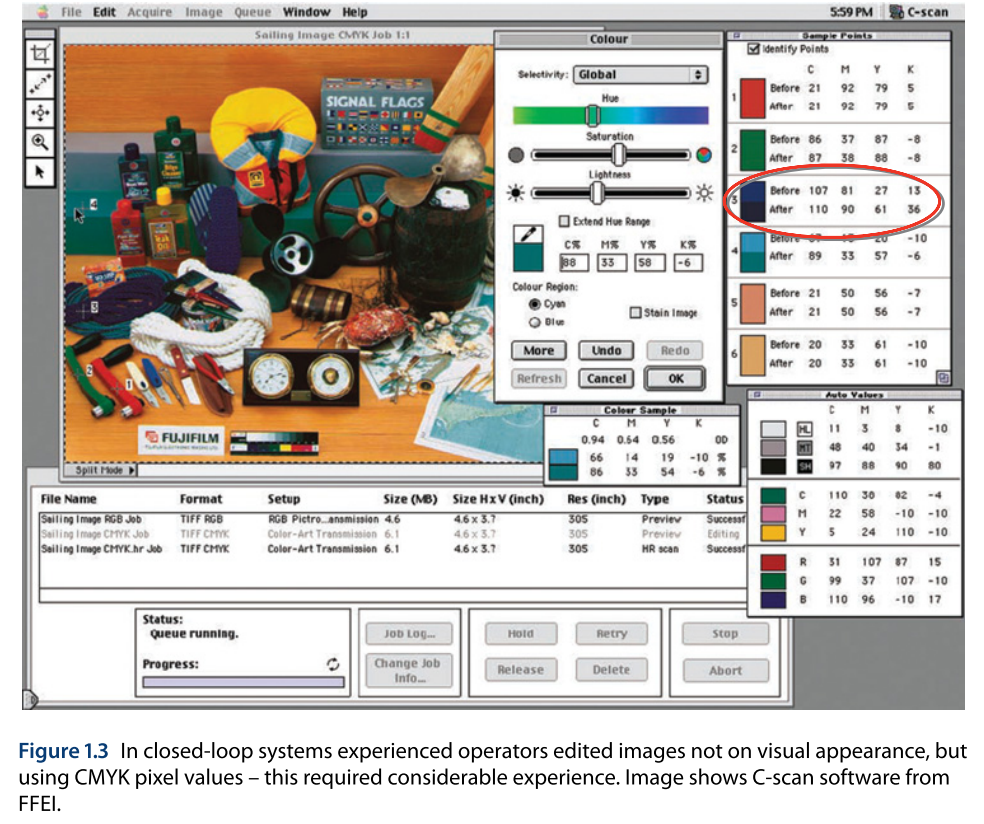 File Edit Acquire Image Queue Window Help 5:59 PM C-scan
Sailing Image CMYK Job 1:1
SIGNAL FLAGS
Teak Oil
4
3
2
1
FUJIFILM
Split Mode
Colour
Selectivity: Global
Hue
Saturation
Lightness
Extend Hue Range
C% M% Y% K%
88 33 58 -6
Colour Region:
Cyan
Blue
Stain Image
More Undo Redo
Refresh Cancel OK
Sample Points
Identify Points
C M Y K
1 Before 21 92 79 5
After 21 92 79 5
2 Before 86 37 87 -8
After 87 38 88 -8
3 Before 107 81 27 13
After 110 90 61 36
4 Before -10
After 89 33 57 -6
5 Before 21 50 56 -7
After 21 50 56 -7
6 Before 20 33 61 -10
After 20 33 61 -10
Colour Sample
C M Y K
0.94 0.64 0.56 0D
66 14 19 -10 %
86 33 54 -6 %
Auto Values
C M Y K
HL 11 3 8 -10
MT 48 40 34 -1
SH 97 88 90 80
C 110 38 82 -4
M 22 58 -10 -10
Y 5 24 110 -10
R 31 107 87 15
G 99 37 107 -10
B 110 96 -10 17
File Name Format Setup Size (MB) Size H x V (inch) Res (inch) Type Status
Sailing Image RGB Job TIFF RGB RGB Pictro...ansmission 4.6 4.6 x 3.7 305 Preview Successf
Sailing Image CMYK Job TIFF CMYK Color-Art Transmission 6.1 4.6 x 3.7 305 Preview Editing
Sailing Image CMYK.hr Job TIFF CMYK Color-Art Transmission 6.1 4.6 x 3.7 305 HR scan Successf
Status:
Queue running.
Progress:
Job Log...
Change Job
Info...
Hold Retry
Release Delete
Stop
Abort
Figure 1.3 In closed-loop systems experienced operators edited images not on visual appearance, but
using CMYK pixel values – this required considerable experience. Image shows C-scan software from
FFEI.